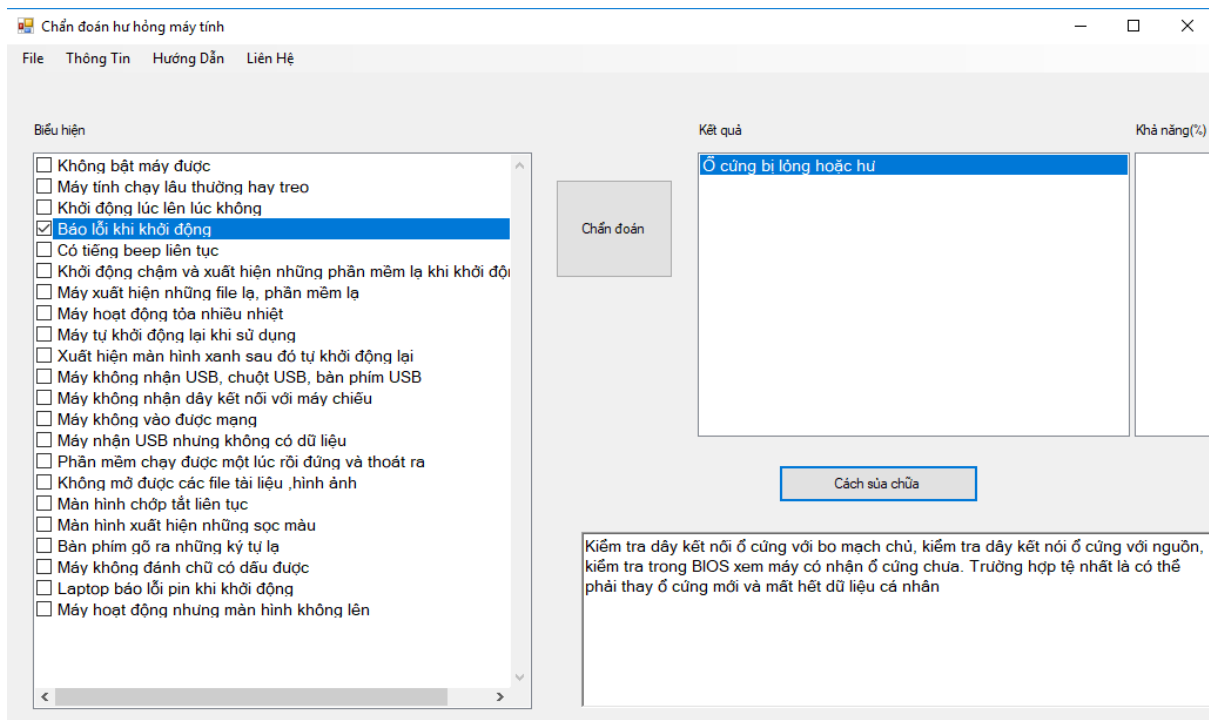 Chẩn đoán hư hỏng máy tính
File Thông Tin Hướng Dẫn Liên Hệ
Biểu hiện
Không bật máy được
Máy tính chạy lâu thường hay treo
Khởi động lúc lên lúc không
Báo lỗi khi khởi động
Có tiếng beep liên tục
Khởi động chậm và xuất hiện những phần mềm lạ khi khởi độn
Máy xuất hiện những file lạ, phần mềm lạ
Máy hoạt động tỏa nhiều nhiệt
Máy tự khởi động lại khi sử dụng
Xuất hiện màn hình xanh sau đó tự khởi động lại
Máy không nhận USB, chuột USB, bàn phím USB
Máy không nhận dây kết nối với máy chiếu
Máy không vào được mạng
Máy nhận USB nhưng không có dữ liệu
Phần mềm chạy được một lúc rồi đứng và thoát ra
Không mở được các file tài liệu ,hình ảnh
Màn hình chớp tắt liên tục
Màn hình xuất hiện những sọc màu
Bàn phím gõ ra những ký tự lạ
Máy không đánh chữ có dấu được
Laptop báo lỗi pin khi khởi động
Máy hoạt động nhưng màn hình không lên
Chẩn đoán
Kết quả
Khả năng(%)
Ổ cứng bị lỏng hoặc hư
Cách sủa chữa
Kiểm tra dây kết nối ổ cứng với bo mạch chủ, kiểm tra dây kết nói ổ cứng với nguồn,
kiểm tra trong BIOS xem máy có nhận ổ cứng chưa. Trường hợp tệ nhất là có thể
phải thay ổ cứng mới và mất hết dữ liệu cá nhân